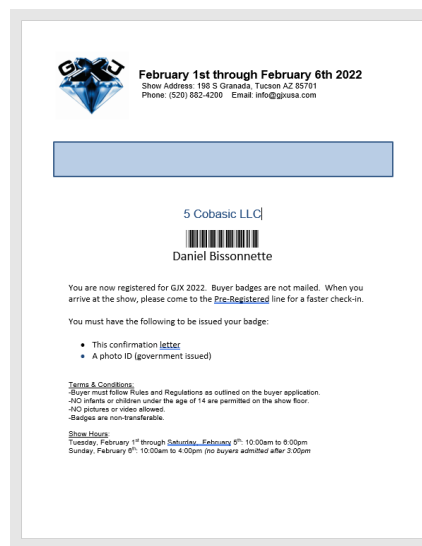 GJX
February 1st through February 6th 2022
Show Address: 198 S Granada, Tucson AZ 85701
Phone: (520) 882-4200 Email: info@gjxusa.com
5 Cobasic LLC
Daniel Bissonnette
You are now registered for GJX 2022. Buyer badges are not mailed. When you
arrive at the show, please come to the Pre-Registered line for a faster check-in.
You must have the following to be issued your badge:
• This confirmation letter
• A photo ID (government issued)
Terms & Conditions:
-Buyer must follow Rules and Regulations as outlined on the buyer application.
-NO infants or children under the age of 14 are permitted on the show floor.
-NO pictures or video allowed.
-Badges are non-transferable.
Show Hours:
Tuesday, February 1st through Saturday, February 5th: 10:00am to 6:00pm
Sunday, February 6th: 10:00am to 4:00pm (no buyers admitted after 3:00pm